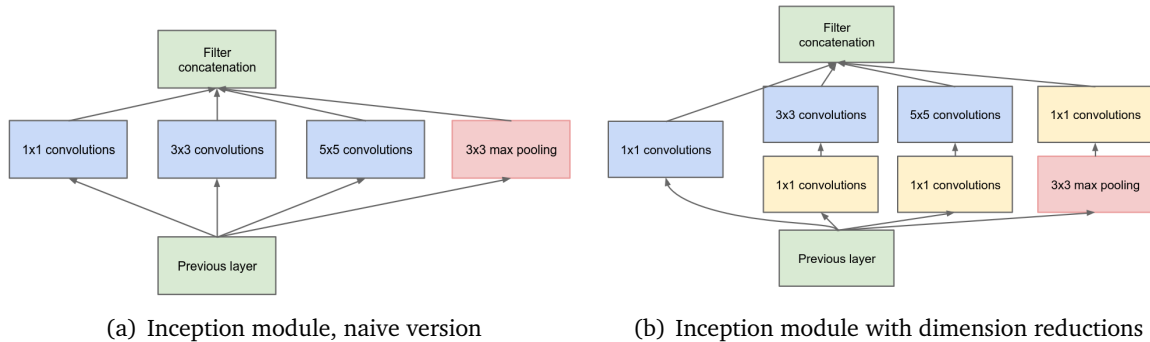 Filter
concatenation
1x1 convolutions
3x3 convolutions
5x5 convolutions
3x3 max pooling
Previous layer
(a) Inception module, naive version
Filter
concatenation
3x3 convolutions
5x5 convolutions
1x1 convolutions
1x1 convolutions
1x1 convolutions
1x1 convolutions
3x3 max pooling
Previous layer
(b) Inception module with dimension reductions